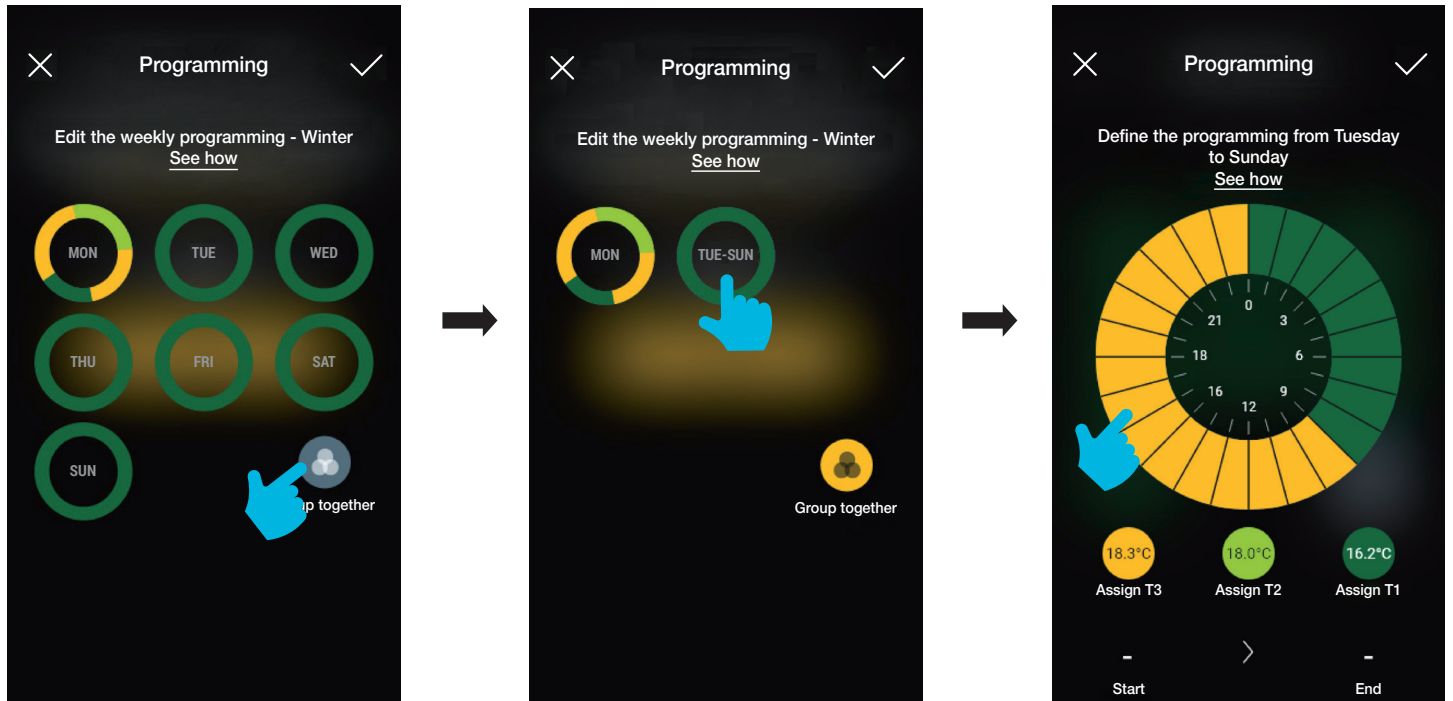 Programming
Edit the weekly programming - Winter
See how
MON
TUE
WED
THU
FRI
SAT
SUN
up together
Programming
Edit the weekly programming - Winter
See how
MON
TUE-SUN
Group together
Programming
Define the programming from Tuesday
to Sunday
See how
0
21
3
18
6
16
9
12
18.3°C
18.0°C
16.2°C
Assign T3
Assign T2
Assign T1
-
-
Start
End